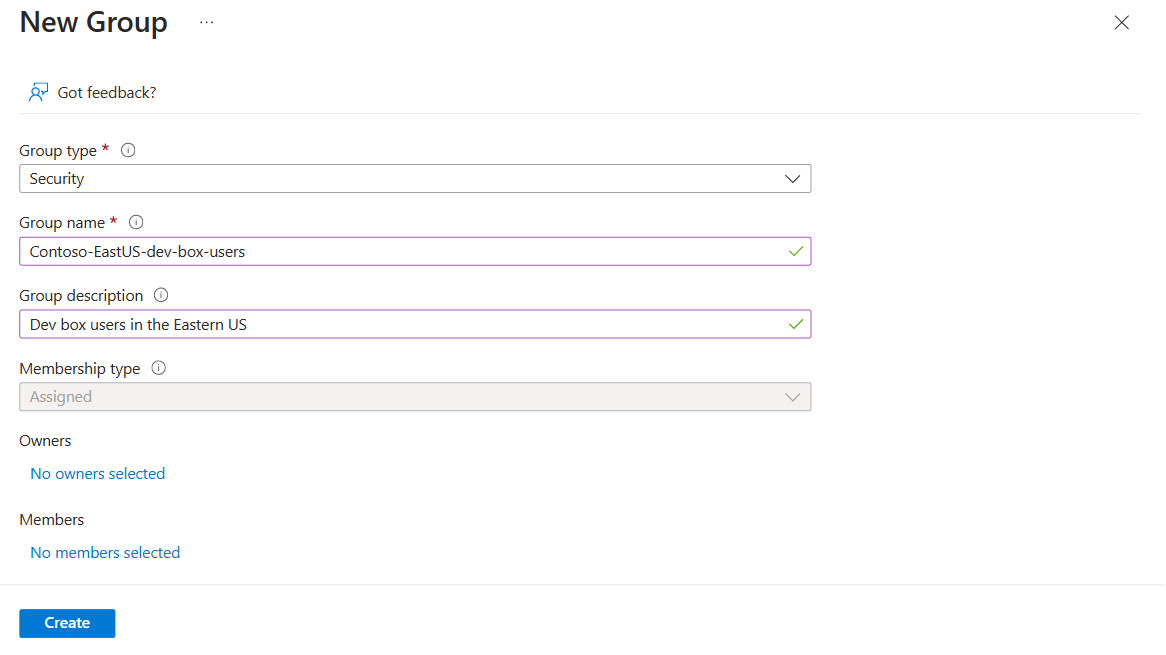 New Group ...
Got feedback?
Group type *
Security
Group name *
Contoso-EastUS-dev-box-users
Group description
Dev box users in the Eastern US
Membership type
Assigned
Owners
No owners selected
Members
No members selected
Create